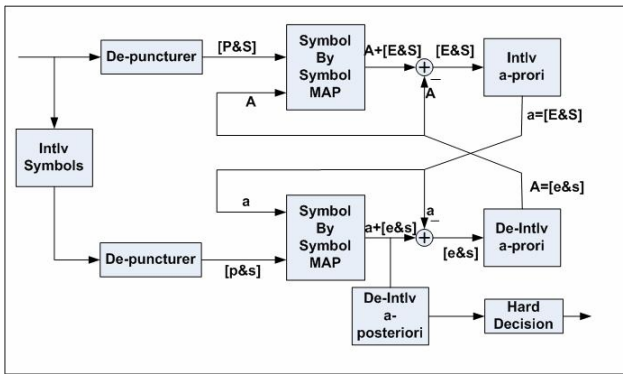 De-puncturer
[P&S]
Symbol
By
Symbol
MAP
A+[E&S]
[E&S]
Intlv
a-prori
A
+
−
A
a=[E&S]
Intlv
Symbols
A=[e&s]
a
Symbol
By
Symbol
MAP
a+[e&s]
a
−
+
[e&s]
De-Intlv
a-prori
De-puncturer
[p&s]
De-Intlv
a-
posteriori
Hard
Decision